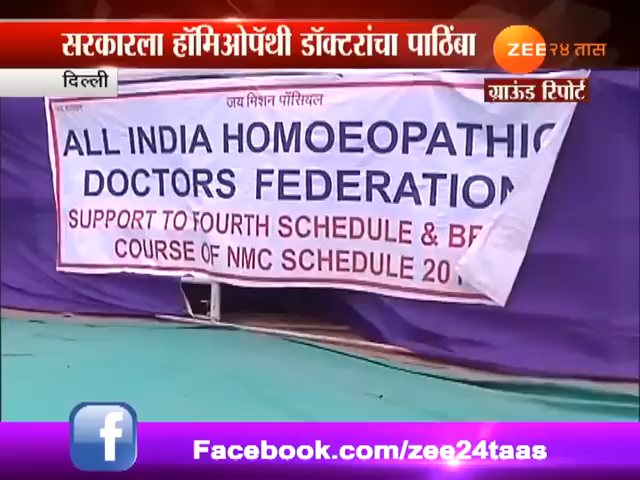 सरकारला हॉमिओपॅथी डॉक्टरांचा पाठिंबा
ZEE २४ तास
दिल्ली
ग्राऊंड रिपोर्ट
जय मिशन पॉसियल
ALL INDIA HOMOEOPATHIC
DOCTORS FEDERATION
SUPPORT TO FOURTH SCHEDULE &
COURSE OF NMC SCHEDULE
f
Facebook.com/zee24taas